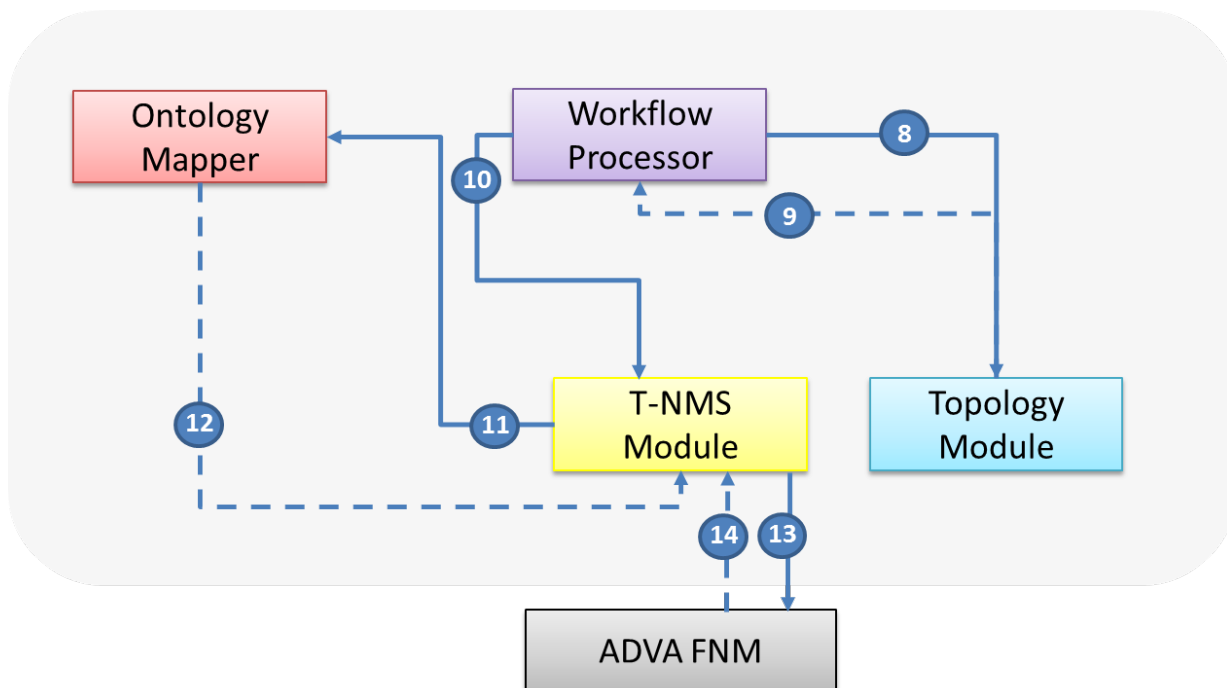 Ontology
Mapper
Workflow
Processor
8
10
9
T-NMS
Module
Topology
Module
12
11
14
13
ADVA FNM